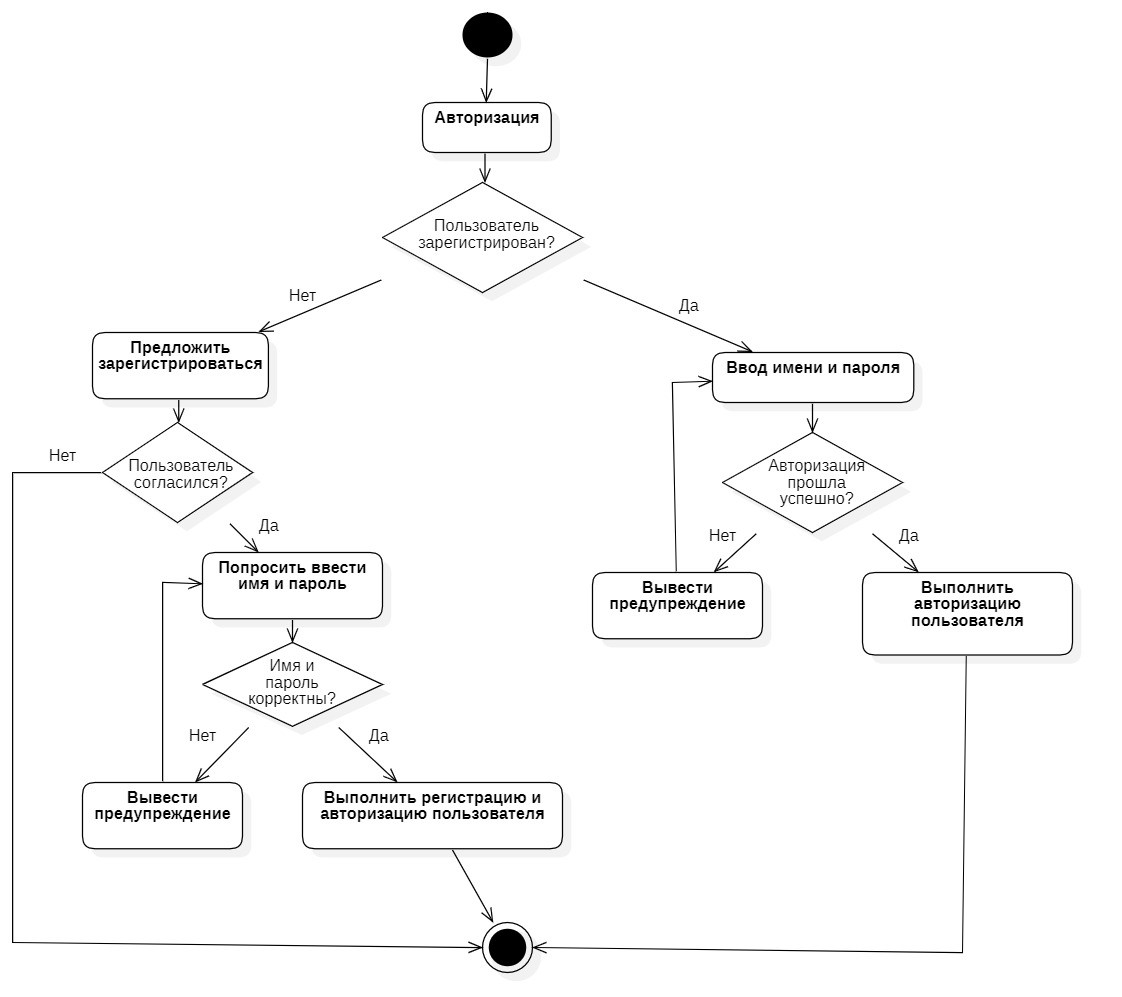 Авторизация
Пользователь
зарегистрирован?
Нет
Да
Предложить
зарегистрироваться
Ввод имени и пароля
Нет
Пользователь
согласился?
Авторизация
прошла
успешно?
Да
Нет
Да
Попросить ввести
имя и пароль
Вывести
предупреждение
Выполнить
авторизацию
пользователя
Имя и
пароль
корректны?
Нет
Да
Вывести
предупреждение
Выполнить регистрацию и
авторизацию пользователя